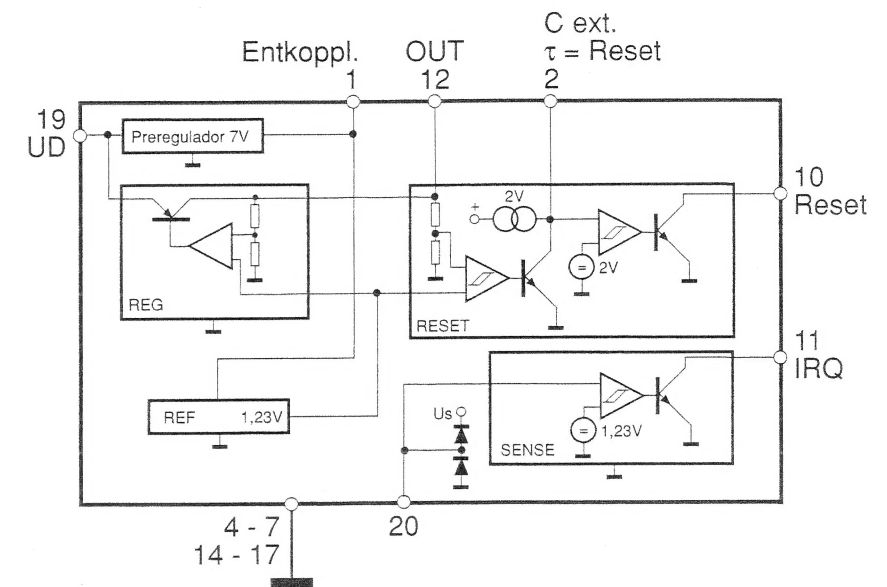 C ext.
Entkoppl. OUT τ = Reset
1 12 2
19
UD
Preregulador 7V
10
Reset
2V
+
=
2V
REG
RESET
11
IRQ
REF 1,23V
Us
=
1,23V
SENSE
4 - 7
14 - 17
20